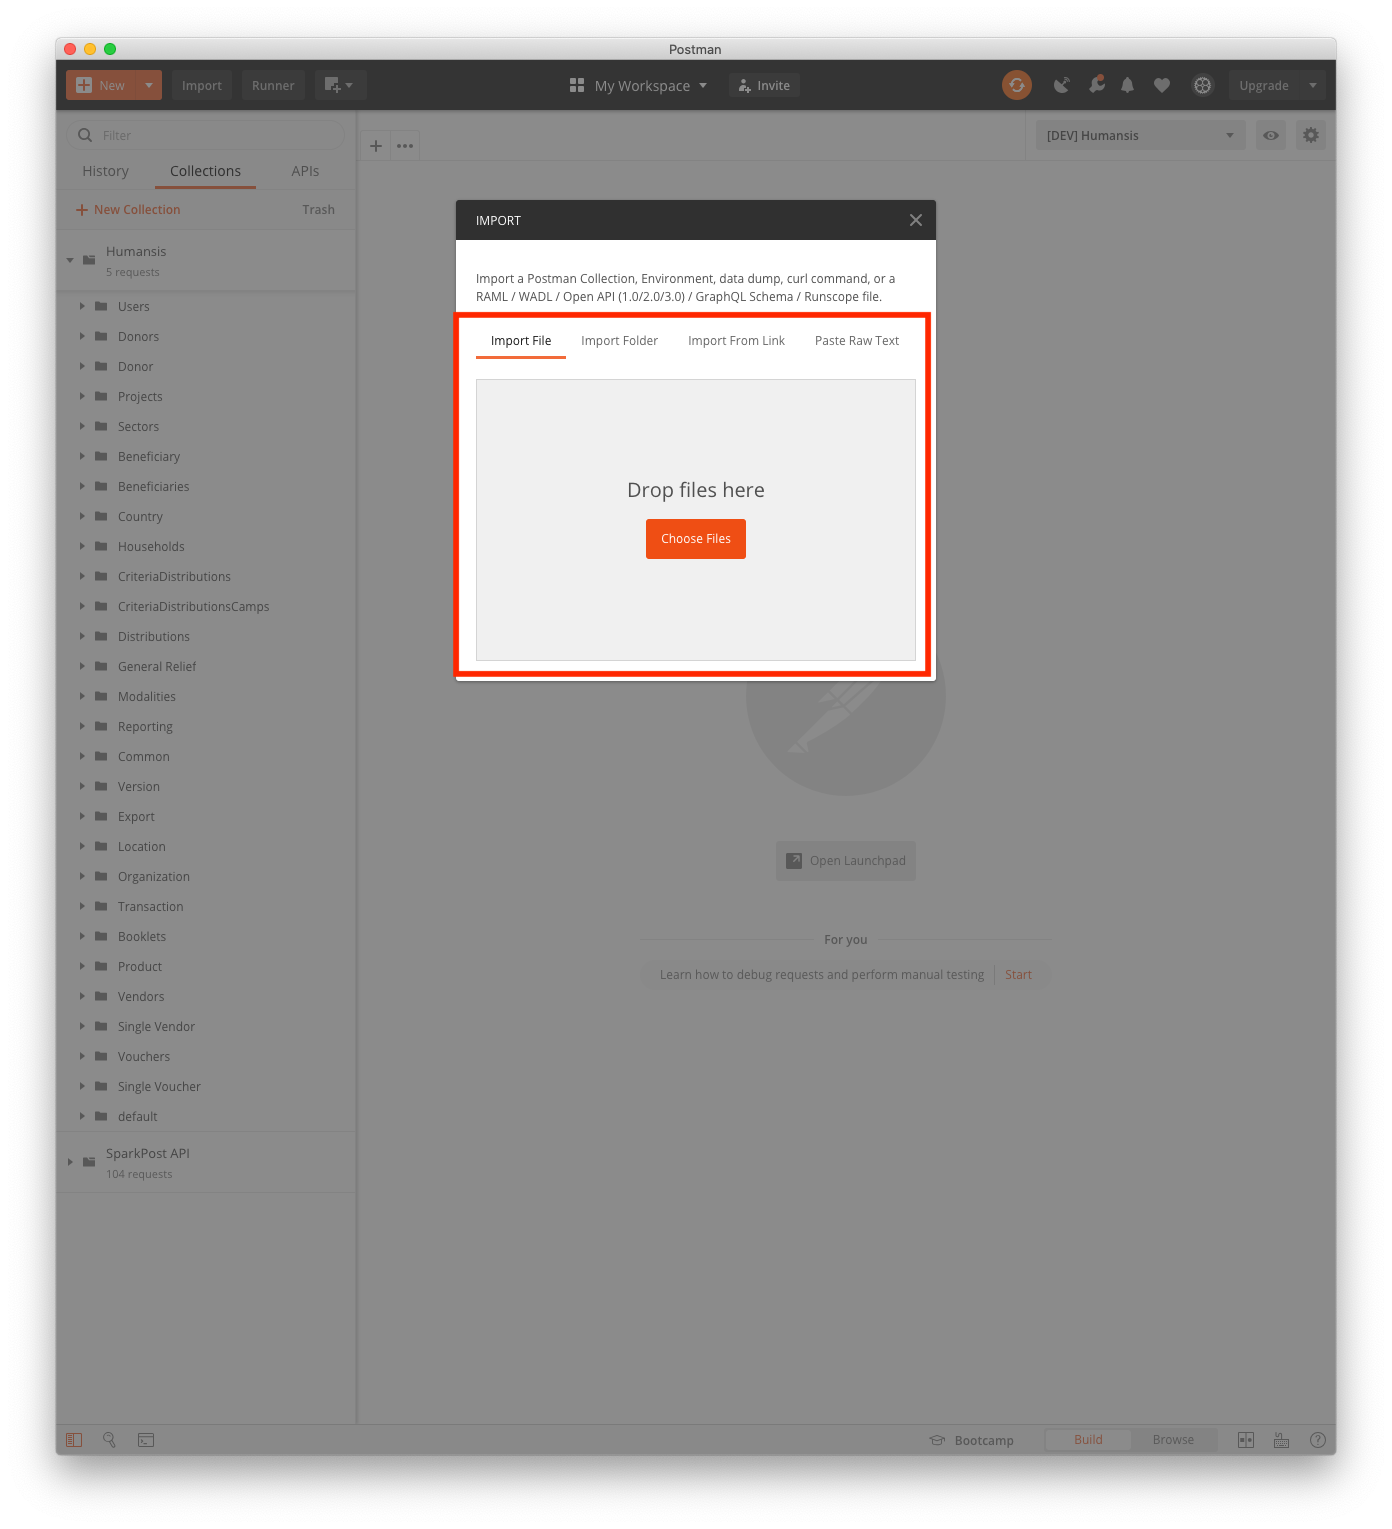 Postman
New
Import
Runner
My Workspace
Invite
Upgrade
Filter
[DEV] Humansis
History
Collections
APIs
New Collection
Trash
Humansis
5 requests
Users
Donors
Donor
Projects
Sectors
Beneficiary
Beneficiaries
Country
Households
CriteriaDistributions
CriteriaDistributionsCamps
Distributions
General Relief
Modalities
Reporting
Common
Version
Export
Location
Organization
Transaction
Booklets
Product
Vendors
Single Vendor
Vouchers
Single Voucher
default
SparkPost API
104 requests
IMPORT
Import a Postman Collection, Environment, data dump, curl command, or a
RAML / WADL / Open API (1.0/2.0/3.0) / GraphQL Schema / Runscope file.
Import File
Import Folder
Import From Link
Paste Raw Text
Drop files here
Choose Files
Open Launchpad
For you
Learn how to debug requests and perform manual testing
Start
Bootcamp
Build
Browse